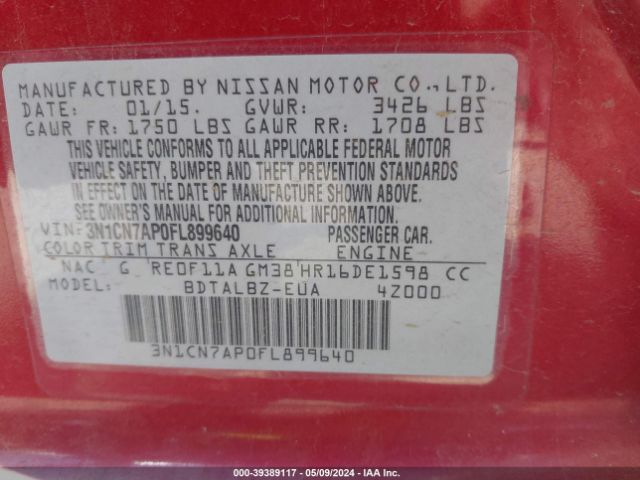 MANUFACTURED BY NISSAN MOTOR CO.,LTD.
DATE: 01/15. GVWR: 3426 LBS
GAWR FR: 1750 LBS GAWR RR: 1708 LBS
THIS VEHICLE CONFORMS TO ALL APPLICABLE FEDERAL MOTOR
VEHICLE SAFETY, BUMPER AND THEFT PREVENTION STANDARDS
IN EFFECT ON THE DATE OF MANUFACTURE SHOWN ABOVE.
SEE OWNER'S MANUAL FOR ADDITIONAL INFORMATION.
VIN: 3N1CN7AP0FL899640 PASSENGER CAR.
COLOR TRIM TRANS AXLE ENGINE
NAC G RE0F11A GM38 HR16DE1598 CC
MODEL: BDTALBZ-EUA 4Z000
3N1CN7AP0FL899640
000-39389117 - 05/09/2024 - IAA Inc.